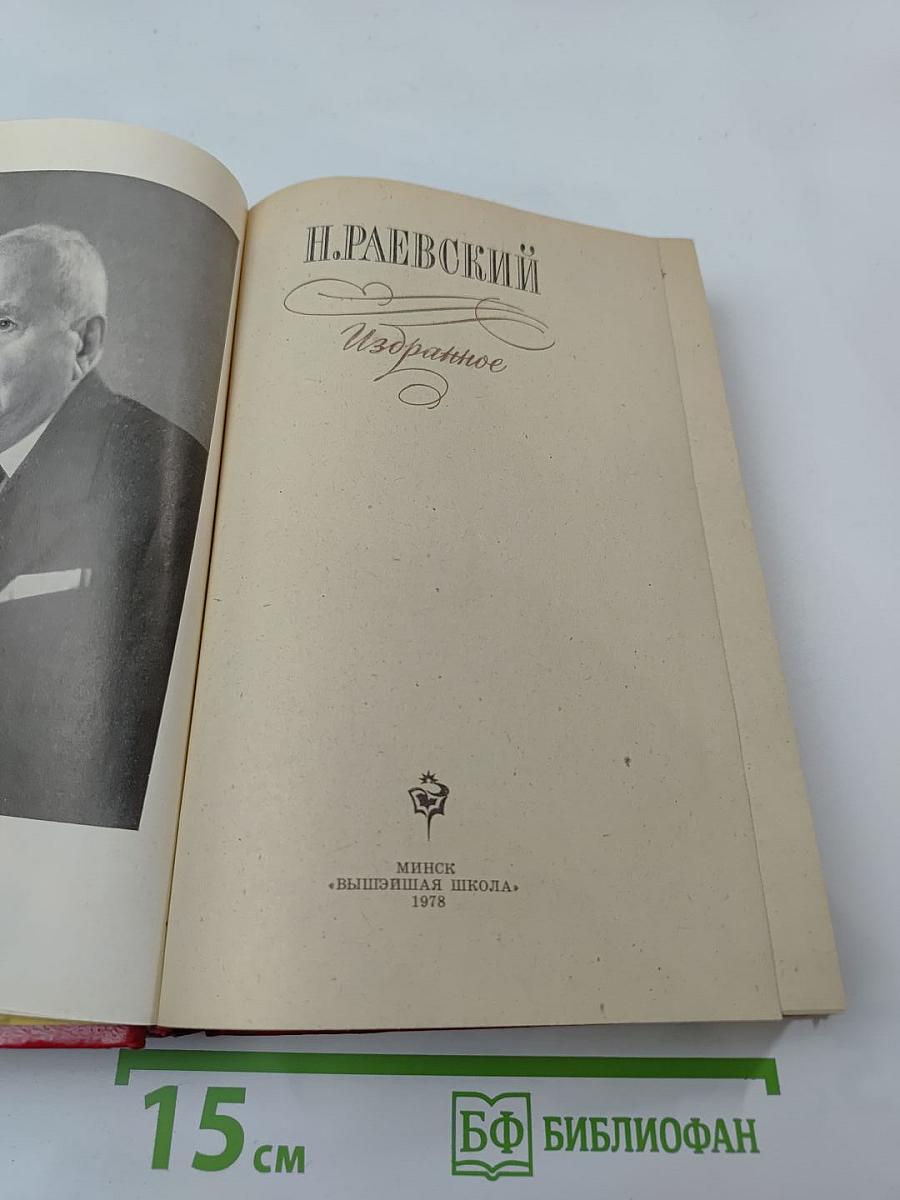 Н.РАЕВСКИЙ
Избранное
МИНСК
«ВЫШЭЙШАЯ ШКОЛА»
1978
15 см
БФ БИБЛИОФАН